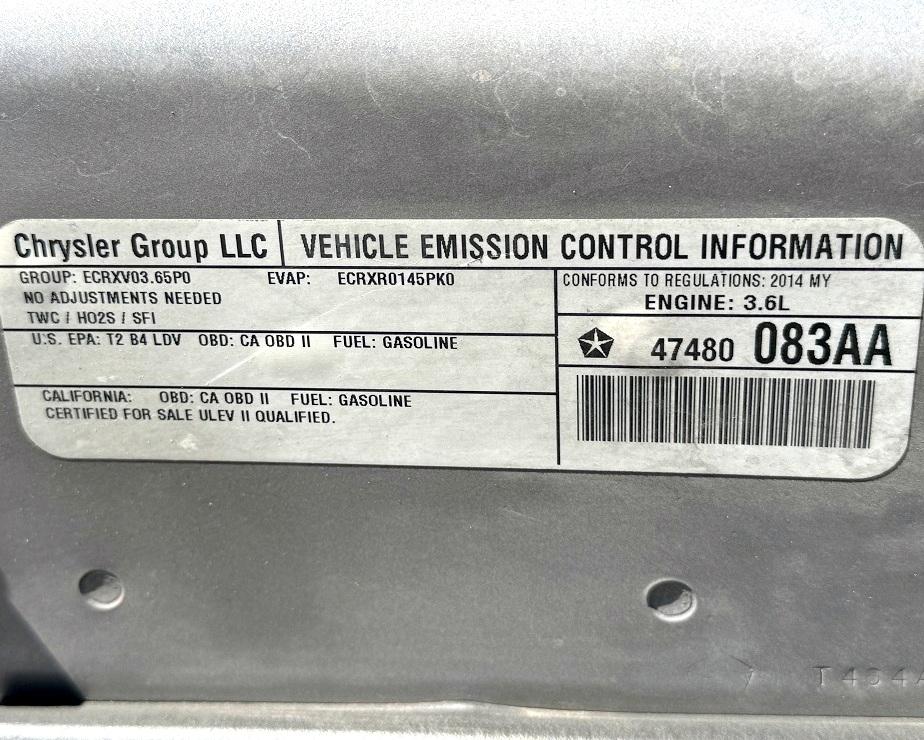 Chrysler Group LLC VEHICLE EMISSION CONTROL INFORMATION
GROUP: ECRXV03.65P0 EVAP: ECRXR0145PK0
NO ADJUSTMENTS NEEDED
TWC / HO2S / SFI
CONFORMS TO REGULATIONS: 2014 MY
ENGINE: 3.6L
U.S. EPA: T2 B4 LDV OBD: CA OBD II FUEL: GASOLINE
47480 083AA
CALIFORNIA: OBD: CA OBD II FUEL: GASOLINE
CERTIFIED FOR SALE ULEV II QUALIFIED.